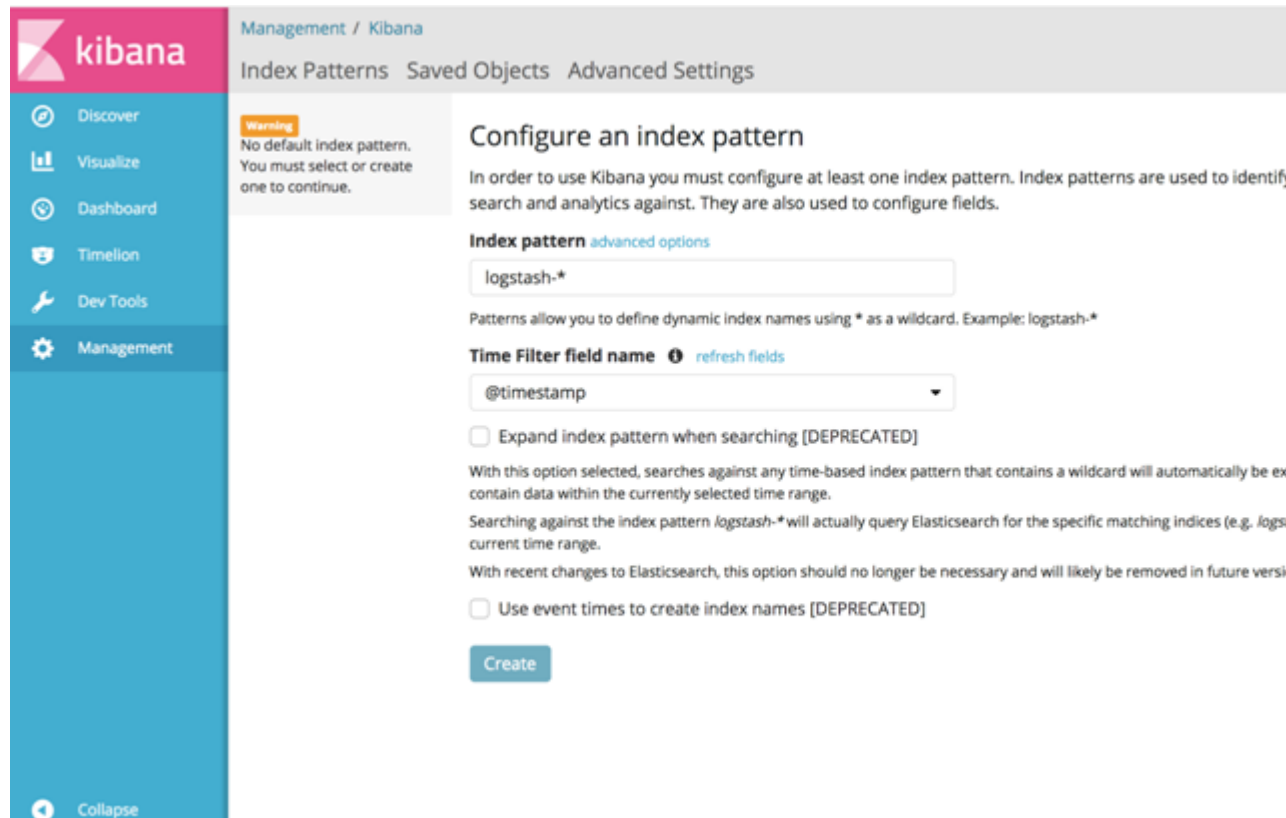 kibana
Discover
Visualize
Dashboard
Timelion
Dev Tools
Management
Collapse
Management / Kibana
Index Patterns Saved Objects Advanced Settings
Warning
No default index pattern.
You must select or create
one to continue.
Configure an index pattern
In order to use Kibana you must configure at least one index pattern. Index patterns are used to identify
search and analytics against. They are also used to configure fields.
Index pattern advanced options
logstash-*
Patterns allow you to define dynamic index names using * as a wildcard. Example: logstash-*
Time Filter field name refresh fields
@timestamp
Expand index pattern when searching [DEPRECATED]
With this option selected, searches against any time-based index pattern that contains a wildcard will automatically be ex
contain data within the currently selected time range.
Searching against the index pattern logstash-* will actually query Elasticsearch for the specific matching indices (e.g. logs
current time range.
With recent changes to Elasticsearch, this option should no longer be necessary and will likely be removed in future versi
Use event times to create index names [DEPRECATED]
Create